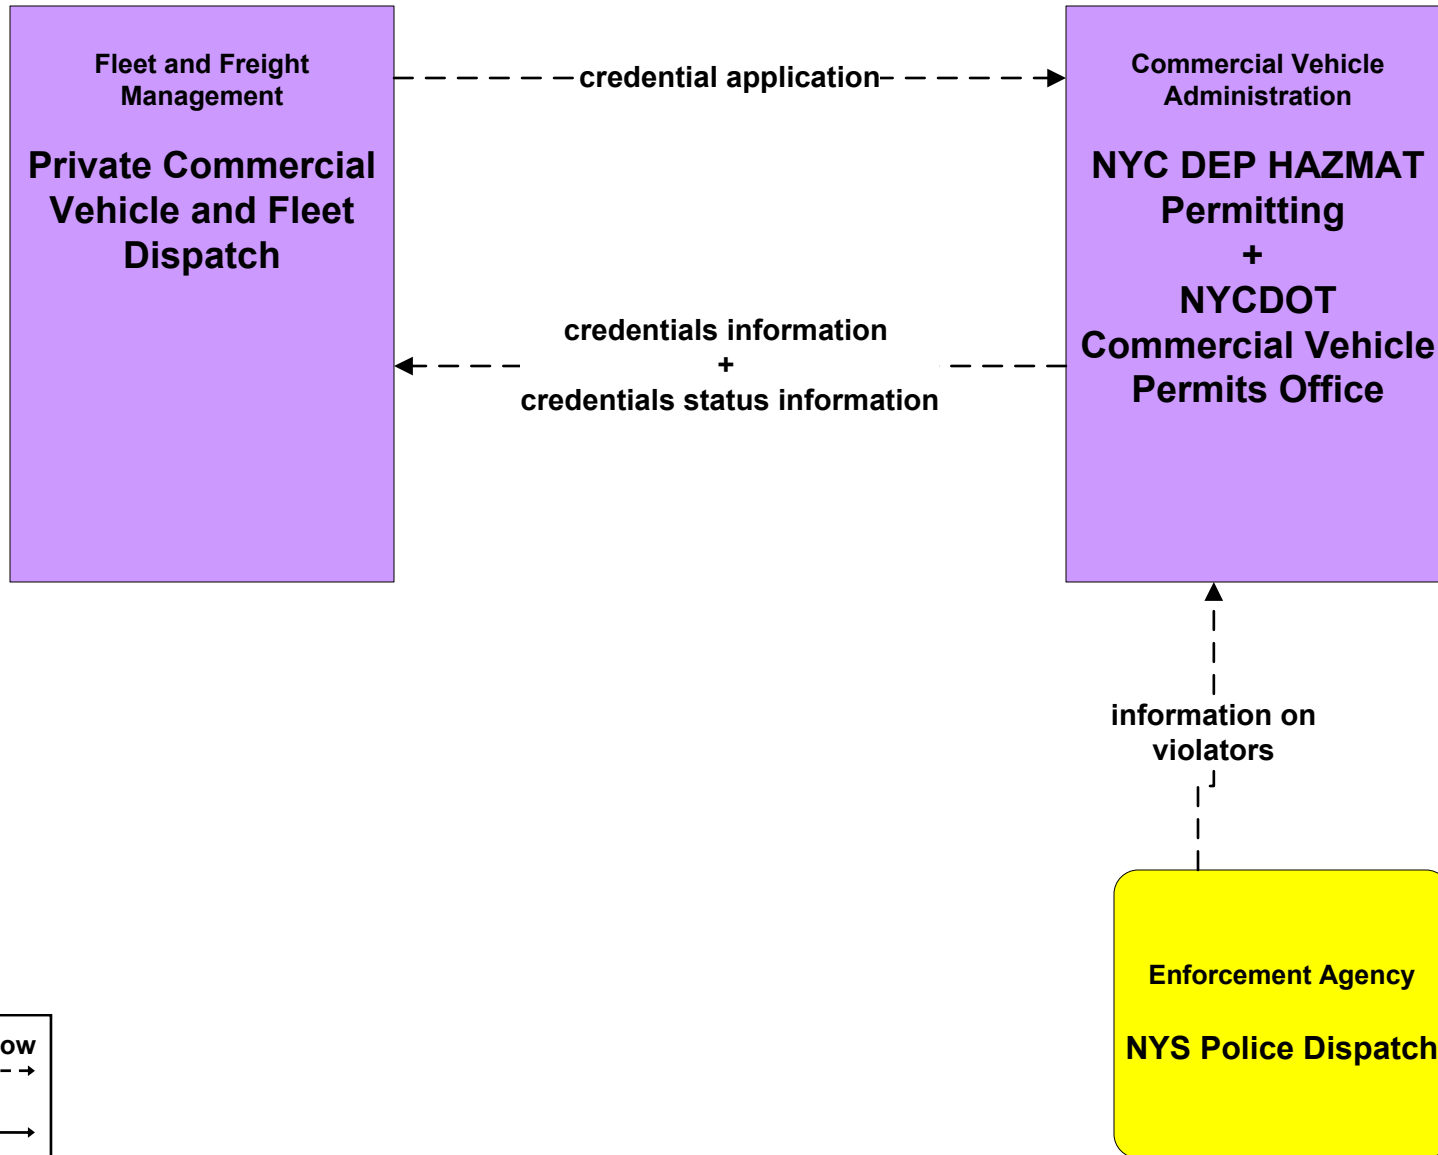 Fleet and Freight
Management
Private Commercial
Vehicle and Fleet
Dispatch
credential application
Commercial Vehicle
Administration
NYC DEP HAZMAT
Permitting
+
NYCDOT
Commercial Vehicle
Permits Office
credentials information
+
credentials status information
information on
violators
Enforcement Agency
NYS Police Dispatch
ow